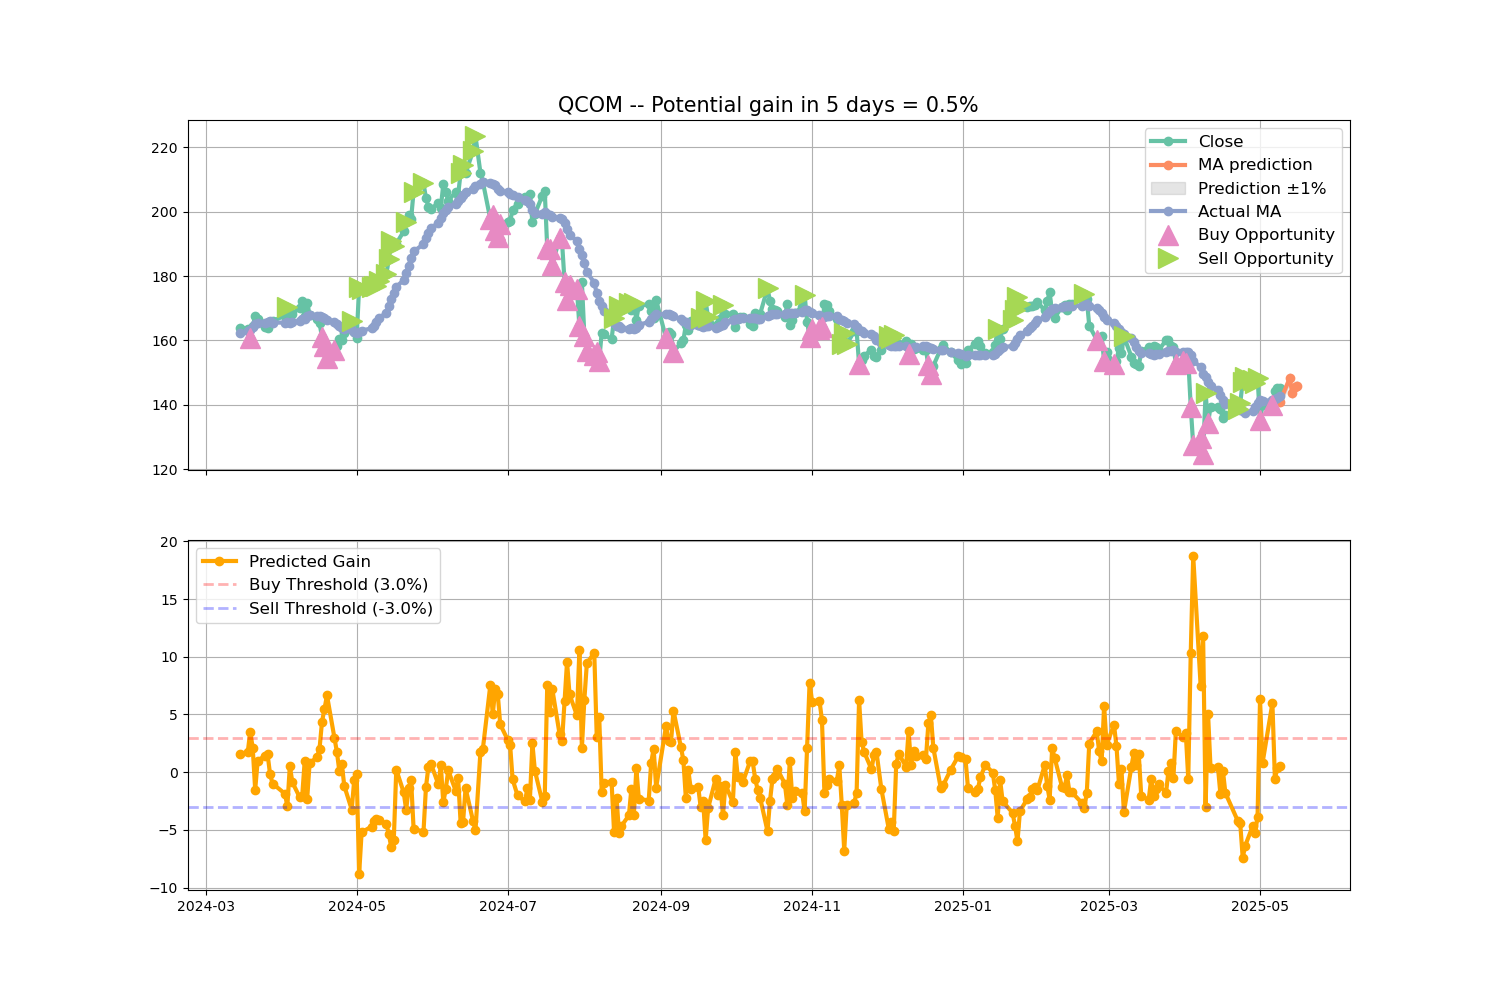 QCOM -- Potential gain in 5 days = 0.5%
220
200
180
160
140
120
Close
MA prediction
Prediction ±1%
Actual MA
Buy Opportunity
Sell Opportunity
20
15
10
5
0
−5
−10
Predicted Gain
Buy Threshold (3.0%)
Sell Threshold (-3.0%)
2024-03 2024-05 2024-07 2024-09 2024-11 2025-01 2025-03 2025-05